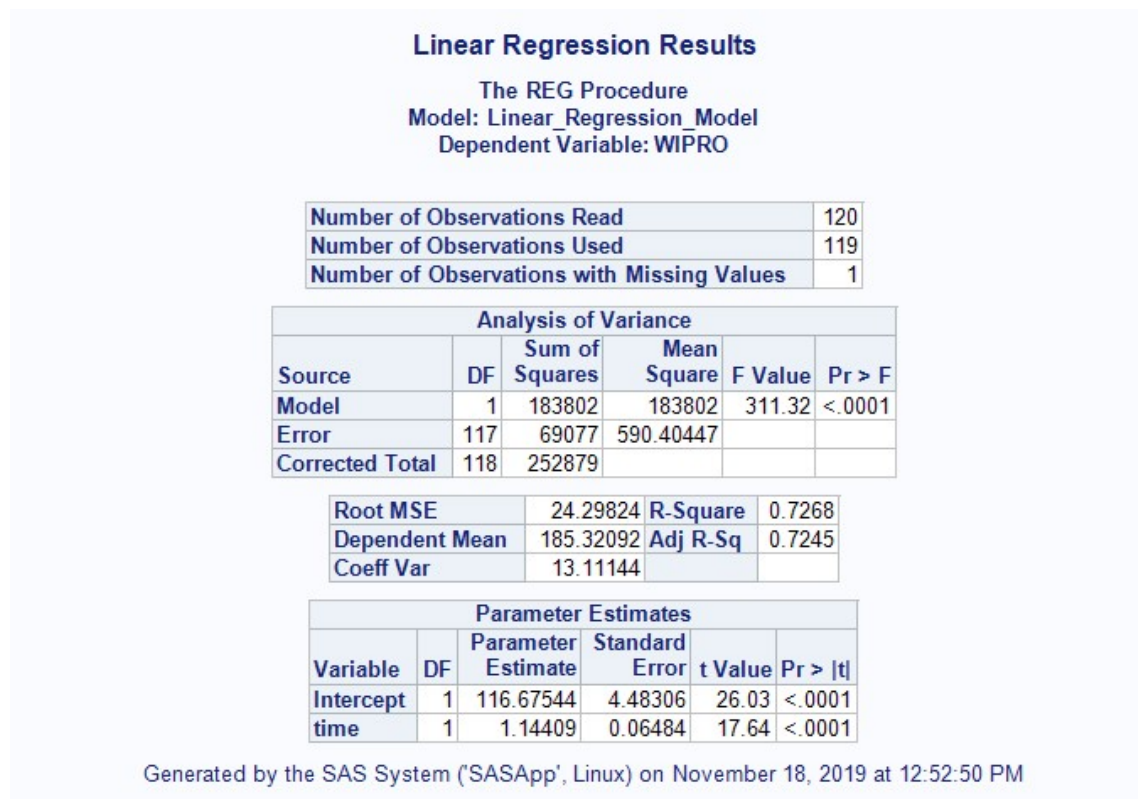 Linear Regression Results
The REG Procedure
Model: Linear_Regression_Model
Dependent Variable: WIPRO
Number of Observations Read 120
Number of Observations Used 119
Number of Observations with Missing Values 1
Analysis of Variance
Source DF Sum of Squares Mean Square F Value Pr > F
Model 1 183802 183802 311.32 <.0001
Error 117 69077 590.40447
Corrected Total 118 252879
Root MSE 24.29824 R-Square 0.7268
Dependent Mean 185.32092 Adj R-Sq 0.7245
Coeff Var 13.11144
Parameter Estimates
Variable DF Parameter Estimate Standard Error t Value Pr > |t|
Intercept 1 116.67544 4.48306 26.03 <.0001
time 1 1.14409 0.06484 17.64 <.0001
Generated by the SAS System ('SASApp', Linux) on November 18, 2019 at 12:52:50 PM